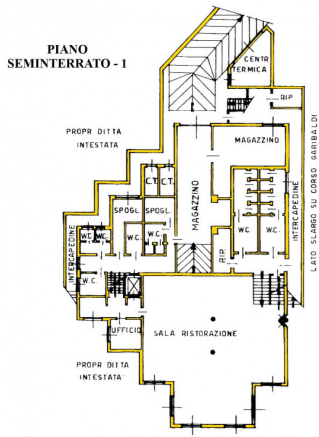 PIANO
SEMINTERRATO - 1
CENTR
TERMICA
RIP
PROPR DITTA
INTESTATA
MAGAZZINO
LATO SLARGO SU CORSO GARIBALDI
C.T.
C.T.
MAGAZZINO
INTERCAPEDINE
SPOGL
SPOGL
W.C.
W.C.
W.C.
W.C.
W.C.
W.C.
INTERCAPEDINE
RIP.
W.C.
UFFICIO
SALA RISTORAZIONE
PROPR DITTA
INTESTATA